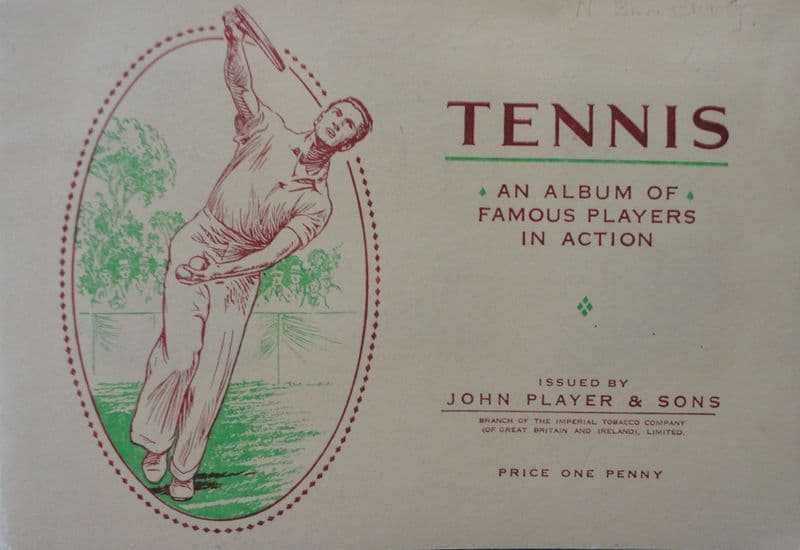 TENNIS
AN ALBUM OF
FAMOUS PLAYERS
IN ACTION
ISSUED BY
JOHN PLAYER & SONS
BRANCH OF THE IMPERIAL TOBACCO COMPANY
(OF GREAT BRITAIN AND IRELAND), LIMITED.
PRICE ONE PENNY